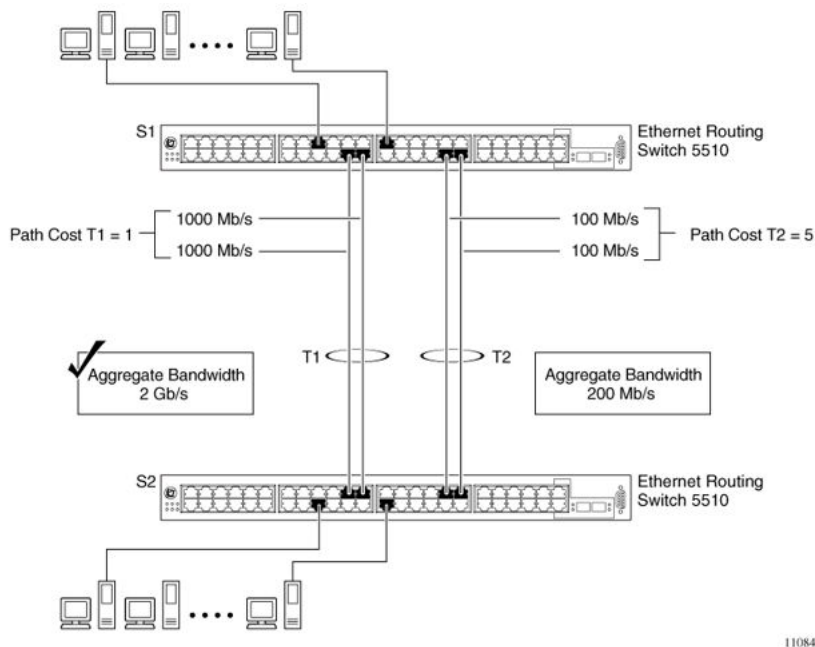 S1
Ethernet Routing
Switch 5510
Path Cost T1 = 1
1000 Mb/s
1000 Mb/s
100 Mb/s
100 Mb/s
Path Cost T2 = 5
T1
T2
Aggregate Bandwidth
2 Gb/s
Aggregate Bandwidth
200 Mb/s
S2
Ethernet Routing
Switch 5510
11084